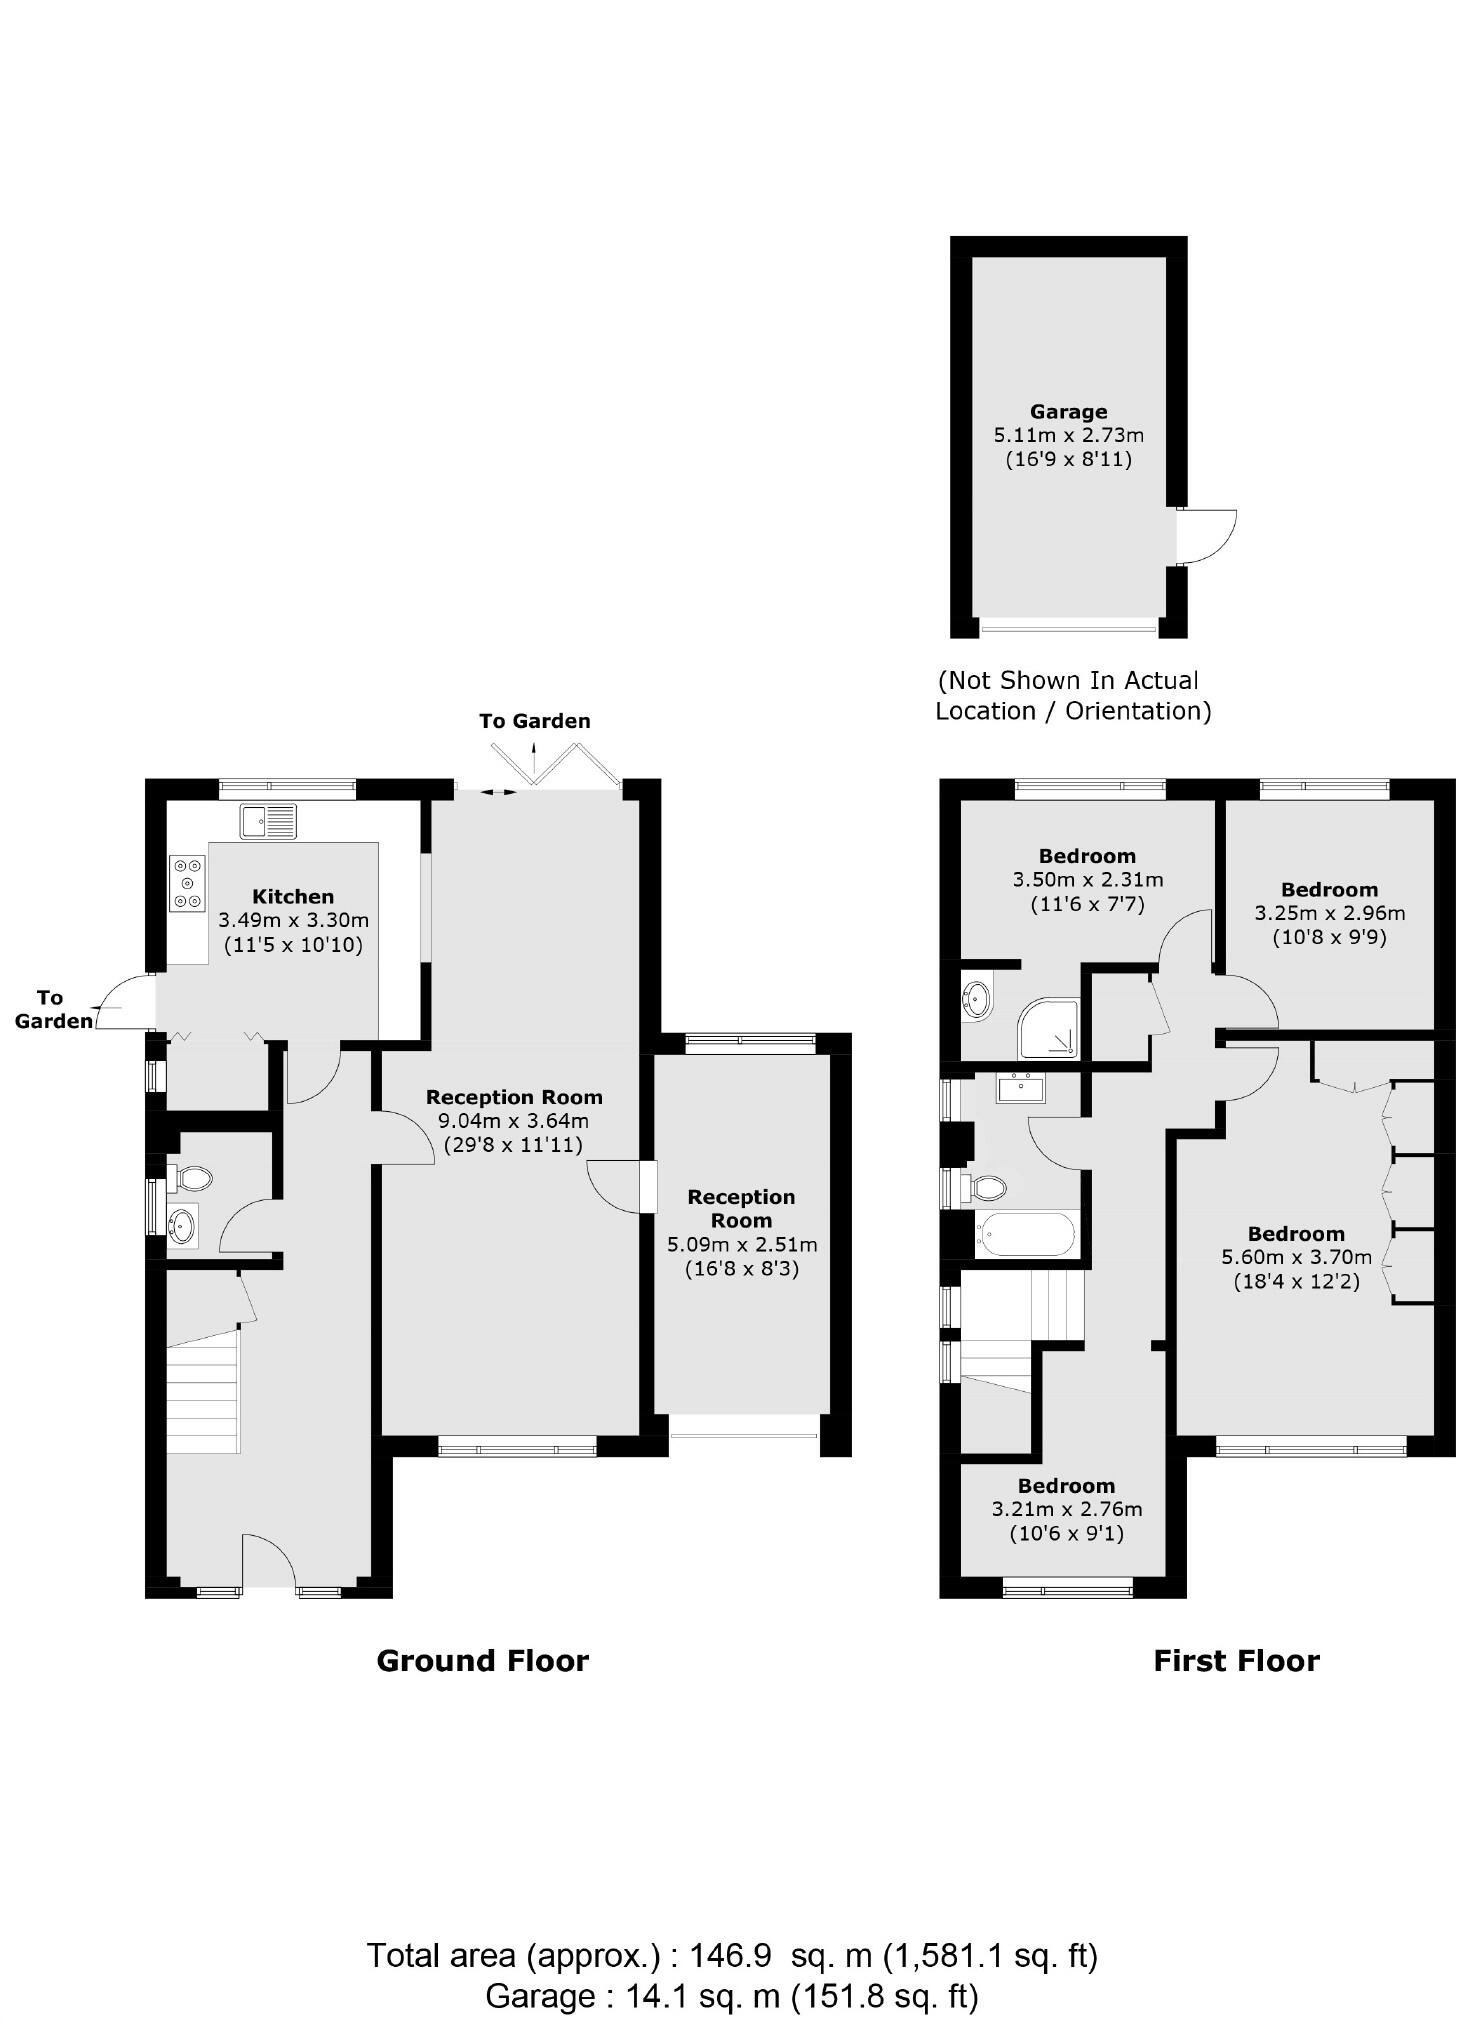 Garage
5.11m x 2.73m
(16'9 x 8'11)
(Not Shown In Actual
Location / Orientation)
To Garden
Kitchen
3.49m x 3.30m
(11'5 x 10'10)
To
Garden
Reception Room
9.04m x 3.64m
(29'8 x 11'11)
Reception
Room
5.09m x 2.51m
(16'8 x 8'3)
Ground Floor
Bedroom
3.50m x 2.31m
(11'6 x 7'7)
Bedroom
3.25m x 2.96m
(10'8 x 9'9)
Bedroom
5.60m x 3.70m
(18'4 x 12'2)
Bedroom
3.21m x 2.76m
(10'6 x 9'1)
First Floor
Total area (approx.) : 146.9  sq. m (1,581.1 sq. ft)
Garage : 14.1 sq. m (151.8 sq. ft)